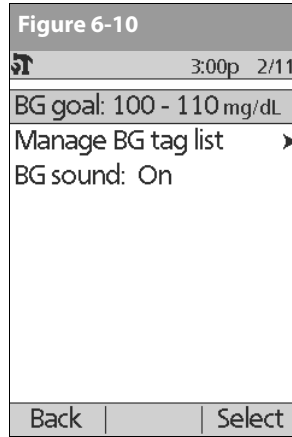 Figure 6-10
3:00p 2/11
BG goal: 100 - 110 mg/dL
Manage BG tag list
BG sound: On
Back | | Select